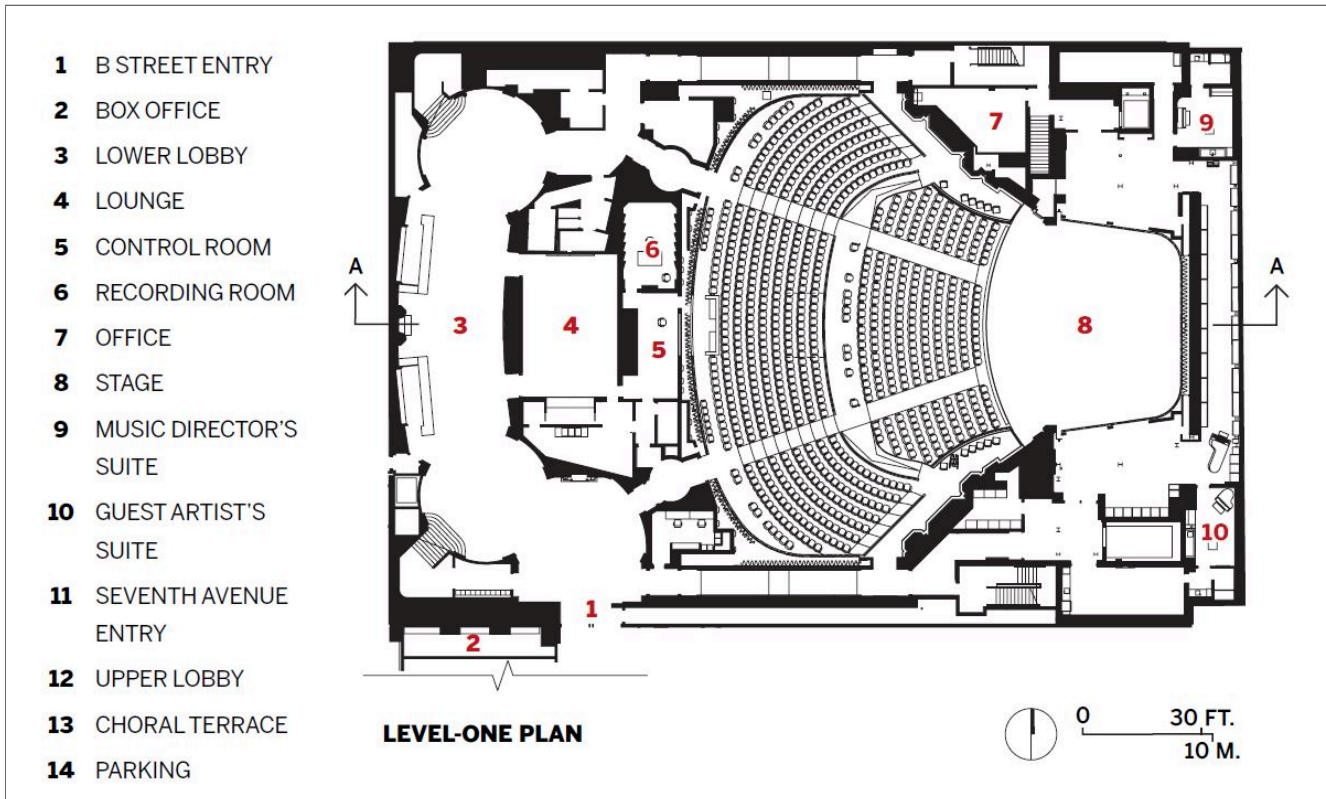 1 B STREET ENTRY
2 BOX OFFICE
3 LOWER LOBBY
4 LOUNGE
5 CONTROL ROOM
6 RECORDING ROOM
7 OFFICE
8 STAGE
9 MUSIC DIRECTOR'S
SUITE
10 GUEST ARTIST'S
SUITE
11 SEVENTH AVENUE
ENTRY
12 UPPER LOBBY
13 CHORAL TERRACE
14 PARKING
7
9
6
A
A
3
4
5
8
10
1
2
LEVEL-ONE PLAN
0 30 FT.
10 M.